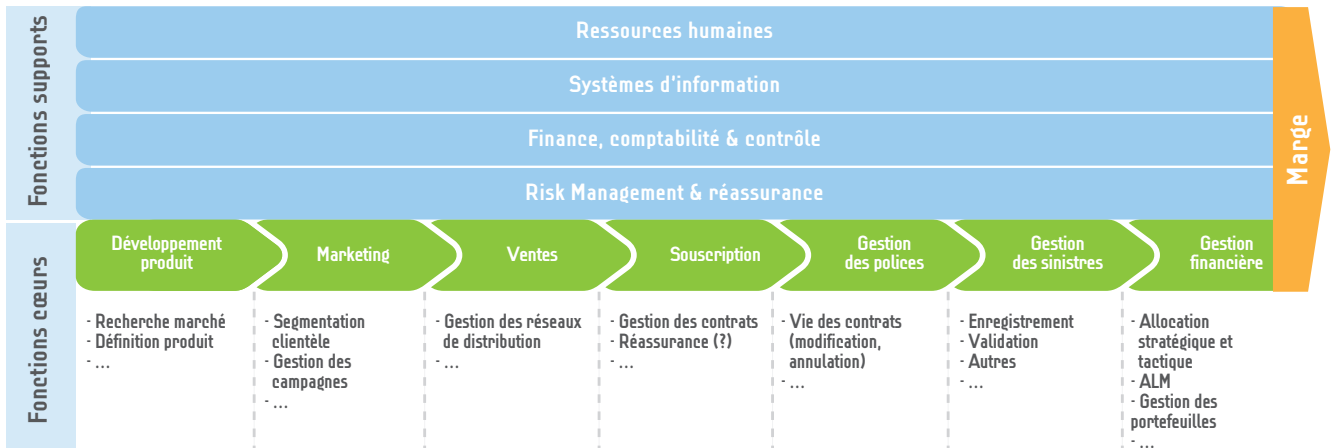 Fonctions supports
Ressources humaines
Systèmes d'information
Finance, comptabilité & contrôle
Risk Management & réassurance
Marge
Fonctions cœurs
Développement
produit
Marketing
Ventes
Souscription
Gestion
des polices
Gestion
des sinistres
Gestion
financière
- Recherche marché
- Définition produit
- ...
- Segmentation
clientèle
- Gestion des
campagnes
- ...
- Gestion des réseaux
de distribution
- ...
- Gestion des contrats
- Réassurance (?)
- ...
- Vie des contrats
(modification,
annulation)
- ...
- Enregistrement
- Validation
- Autres
- ...
- Allocation
stratégique et
tactique
- ALM
- Gestion des
portefeuilles
- ...